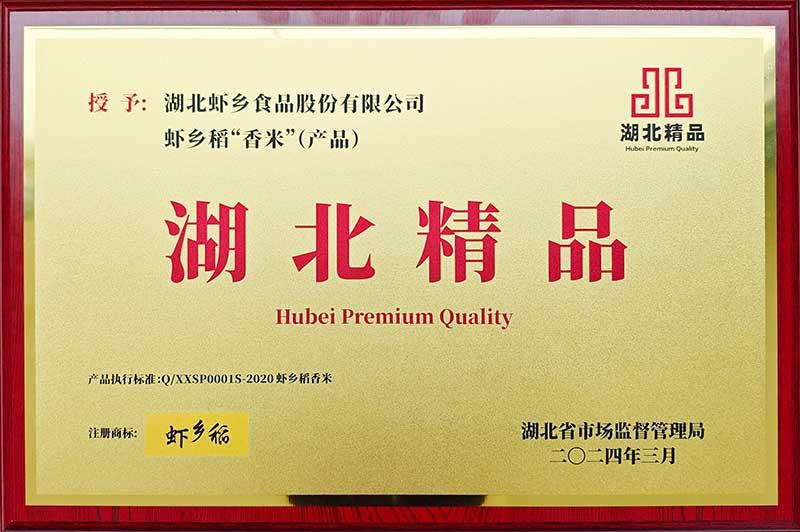 授予：湖北虾乡食品股份有限公司
虾乡稻“香米”（产品）
湖北精品
Hubei Premium Quality
湖北精品
Hubei Premium Quality
产品执行标准：Q/XXSP0001S-2020 虾乡稻香米
注册商标：虾乡稻
湖北省市场监督管理局
二〇二四年三月